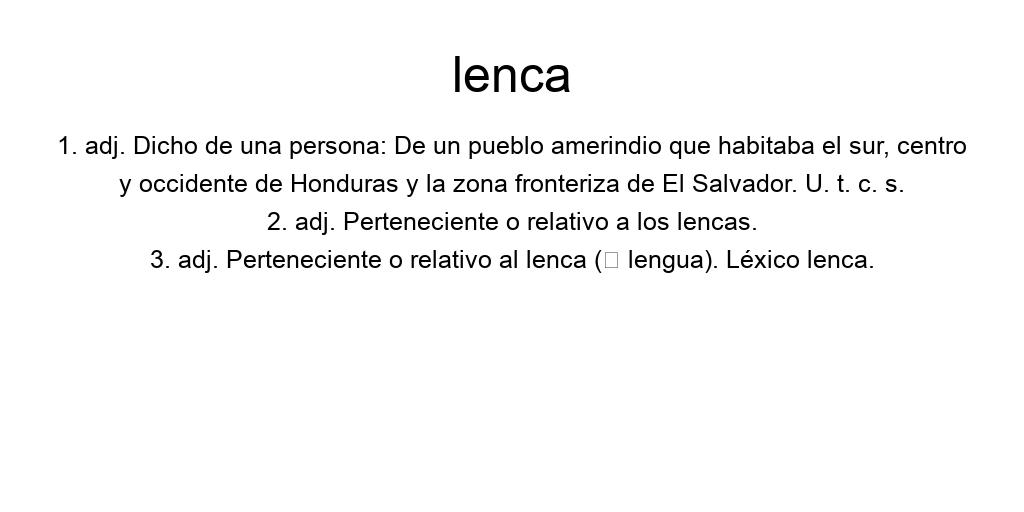 lenca
1. adj. Dicho de una persona: De un pueblo amerindio que habitaba el sur, centro
y occidente de Honduras y la zona fronteriza de El Salvador. U. t. c. s.
2. adj. Perteneciente o relativo a los lencas.
3. adj. Perteneciente o relativo al lenca (□ lengua). Léxico lenca.